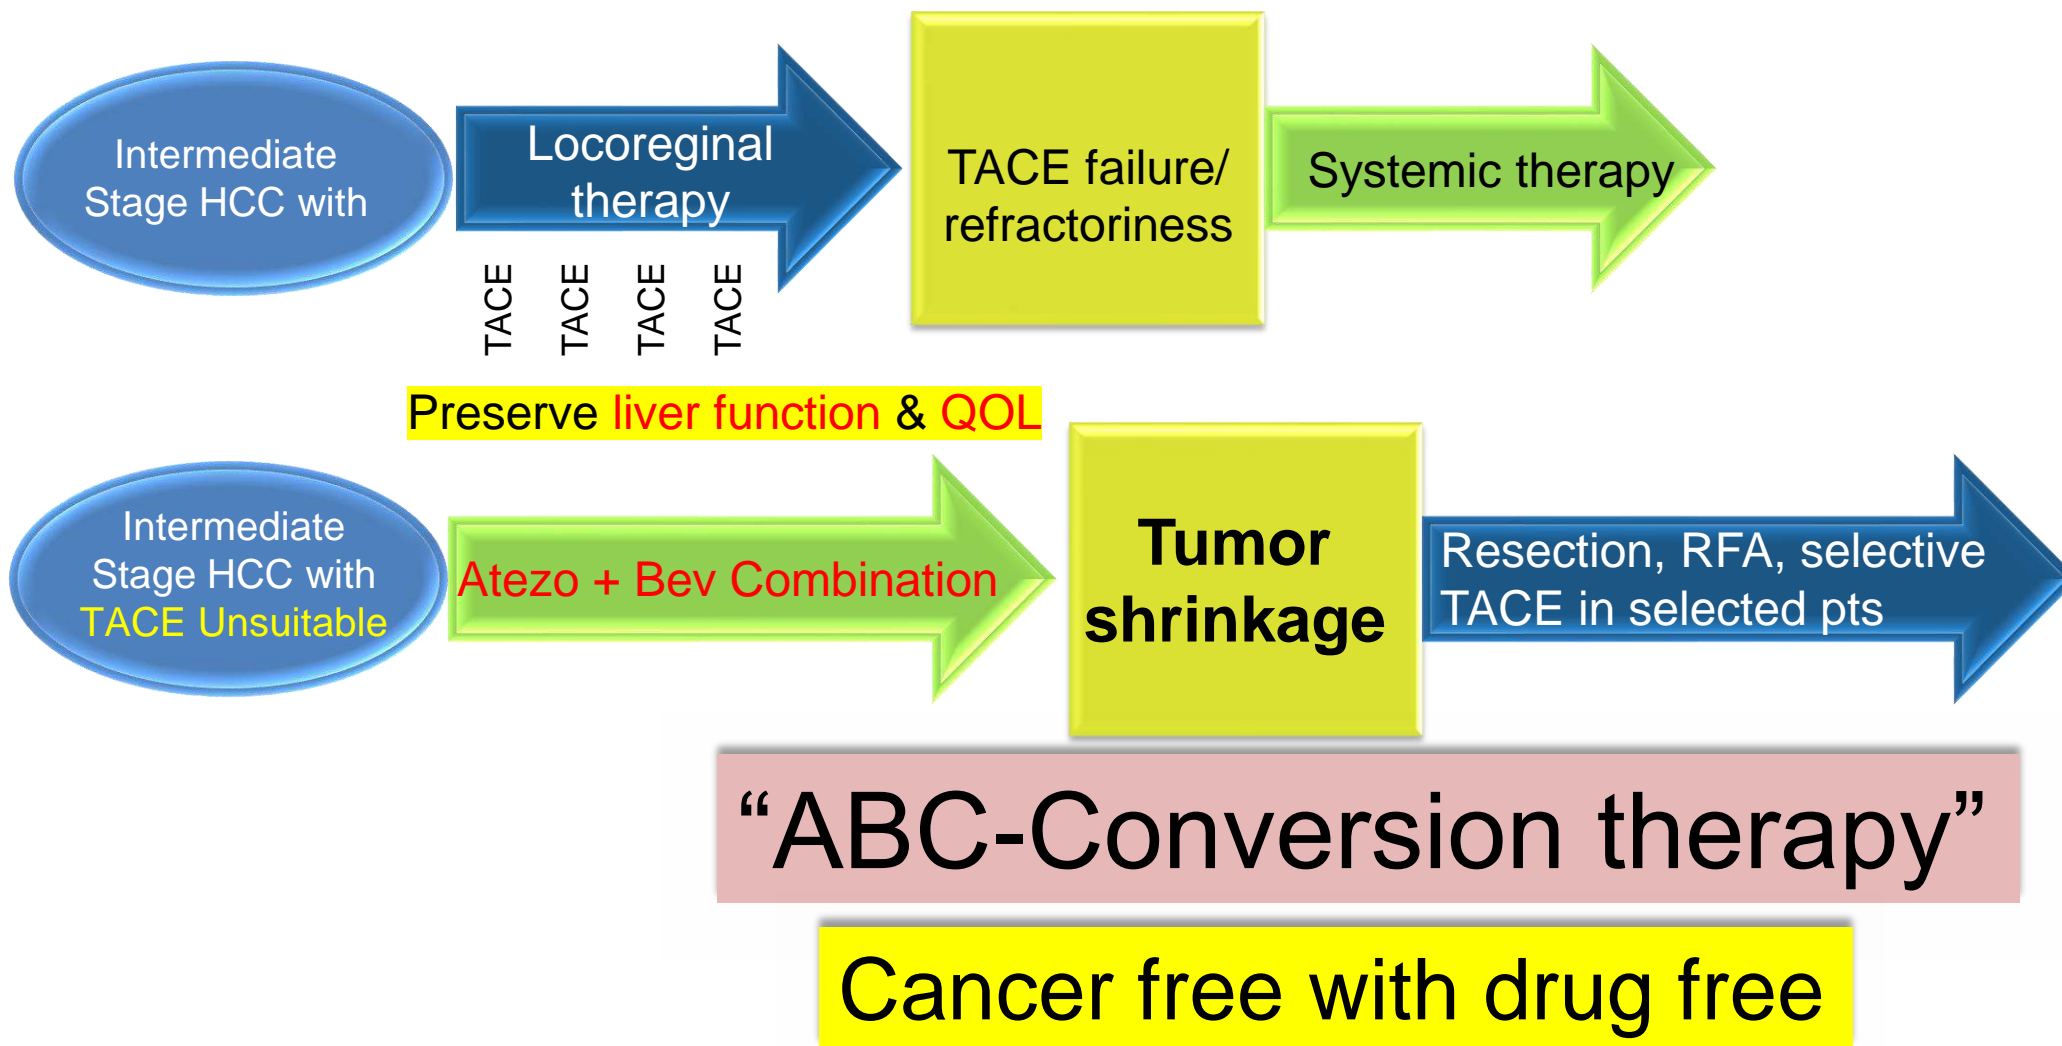 Intermediate
Stage HCC with
Locoreginal
therapy
TACE
TACE
TACE
TACE
TACE failure/
refractoriness
Systemic therapy
Preserve liver function & QOL
Intermediate
Stage HCC with
TACE Unsuitable
Atezo + Bev Combination
Tumor
shrinkage
Resection, RFA, selective
TACE in selected pts
“ABC-Conversion therapy”
Cancer free with drug free